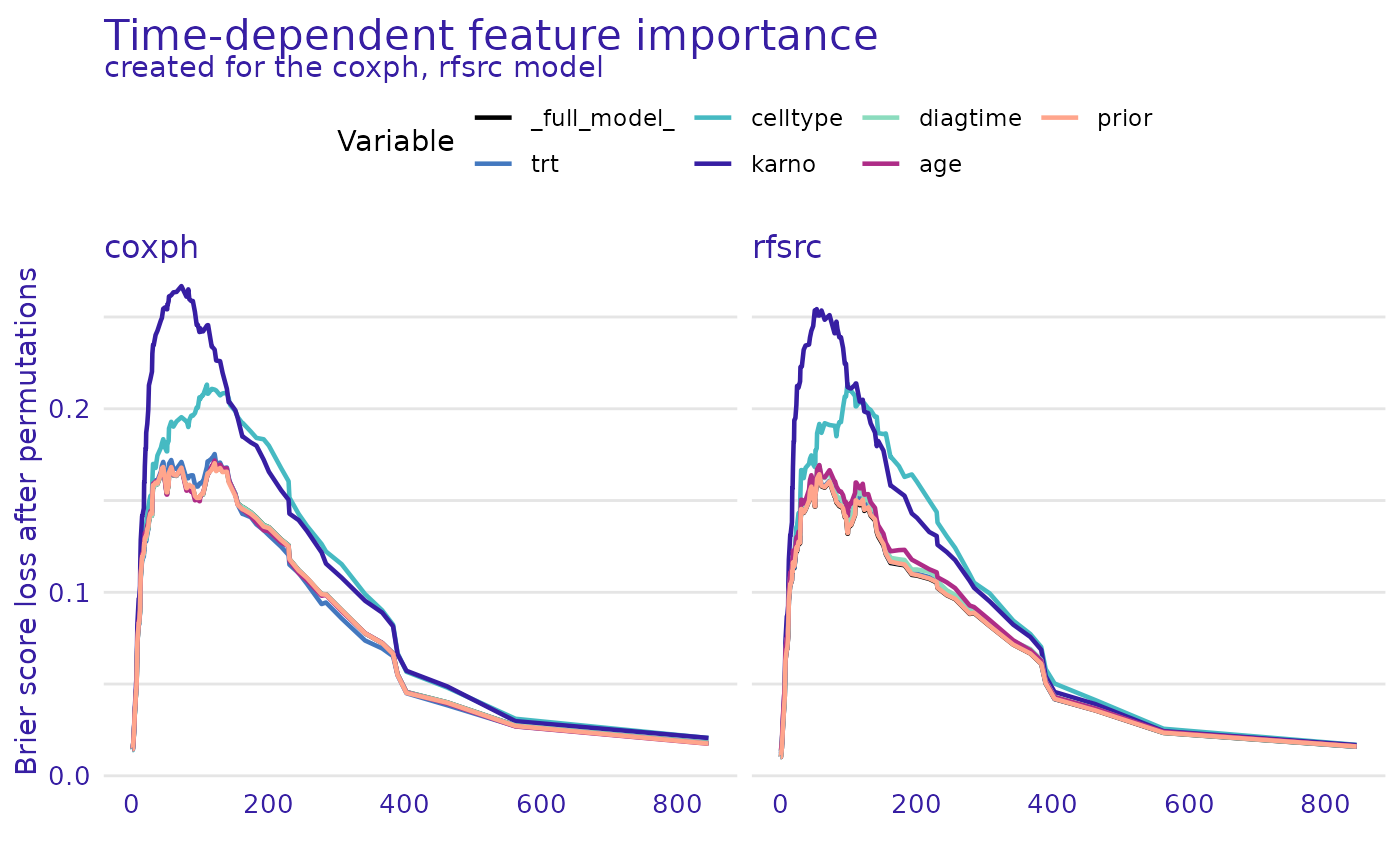 Time-dependent feature importance
created for the coxph, rfsrc model
Variable
_full_model_ celltype diagtime prior
trt karno age
coxph rfsrc
Brier score loss after permutations
0.2
0.1
0.0
0 200 400 600 800 0 200 400 600 800